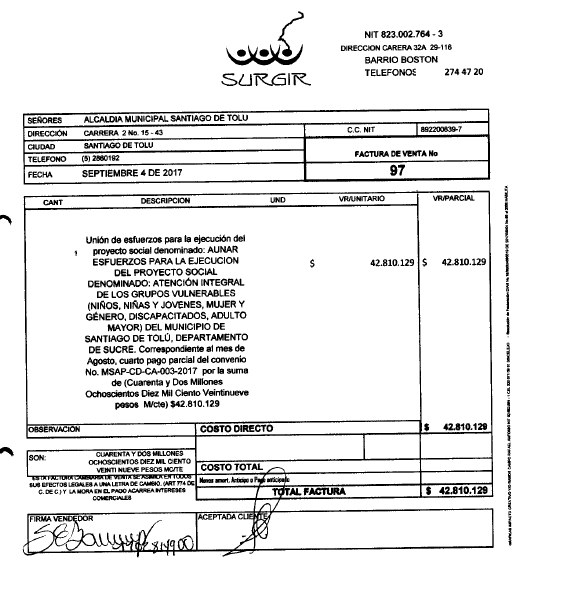 SURGIR
NIT 823.002.764 - 3
DIRECCION CARERA 32A 29-116
BARRIO BOSTON
TELEFONOS 274 47 20
SEÑORES ALCALDIA MUNICIPAL SANTIAGO DE TOLU
DIRECCIÓN CARRERA 2 No. 15 - 43 C.C. NIT 892200839-7
CIUDAD SANTIAGO DE TOLU
TELEFONO (5) 2860192 FACTURA DE VENTA No
FECHA SEPTIEMBRE 4 DE 2017 97
CANT DESCRIPCION UND VR/UNITARIO VR/PARCIAL
Unión de esfuerzos para la ejecución del
1 proyecto social denominado: AUNAR
ESFUERZOS PARA LA EJECUCION $ 42.810.129 $ 42.810.129
DEL PROYECTO SOCIAL
DENOMINADO: ATENCIÓN INTEGRAL
DE LOS GRUPOS VULNERABLES
(NIÑOS, NIÑAS Y JOVENES, MUJER Y
GÉNERO, DISCAPACITADOS, ADULTO
MAYOR) DEL MUNICIPIO DE
SANTIAGO DE TOLÚ, DEPARTAMENTO
DE SUCRE. Correspondiente al mes de
Agosto, cuarto pago parcial del convenio
No. MSAP-CD-CA-003-2017 por la suma
de (Cuarenta y Dos Millones
Ochoscientos Diez Mil Ciento Veintinueve
pesos M/cte) $42.810.129
OBSERVACION COSTO DIRECTO $ 42.810.129
SON: CUARENTA Y DOS MILLONES
OCHOSCIENTOS DIEZ MIL CIENTO
VENTI NUEVE PESOS MC/TE COSTO TOTAL
ESTA FACTURA CAMBIARIA DE VENTA SE ASIMILA EN TODOS
SUS EFECTOS LEGALES A UNA LETRA DE CAMBIO. (ART 774 DE Menos amort. Anticipo o Pago anticipado
C. DE C.) Y LA MORA EN EL PAGO ACARREA INTERESES TOTAL FACTURA $ 42.810.129
COMERCIALES
FIRMA VENDEDOR ACEPTADA CLIENTE